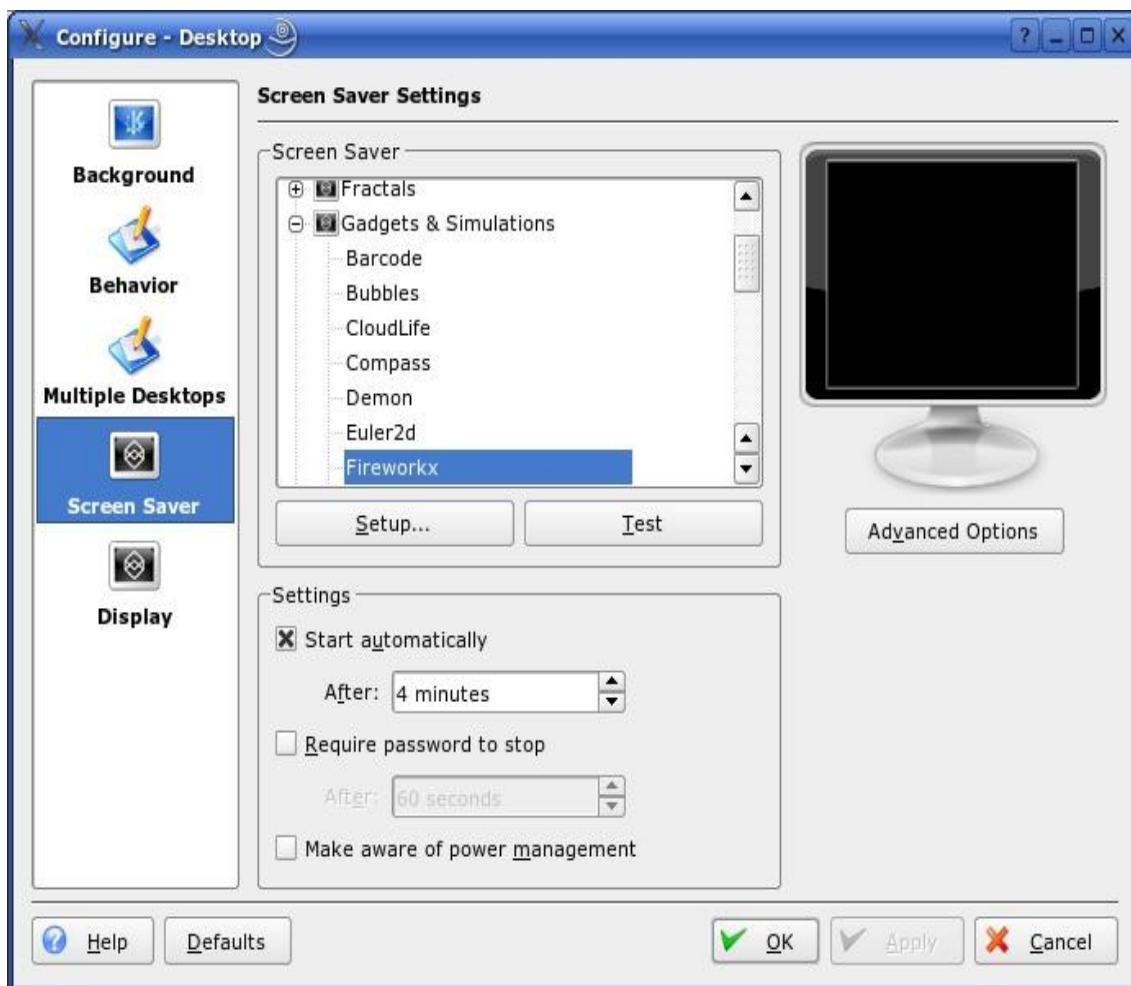 Configure - Desktop
Background
Behavior
Multiple Desktops
Screen Saver
Display
Screen Saver Settings
Screen Saver
Fractals
Gadgets & Simulations
Barcode
Bubbles
CloudLife
Compass
Demon
Euler2d
Fireworkx
Setup...
Test
Advanced Options
Settings
Start automatically
After: 4 minutes
Require password to stop
After: 60 seconds
Make aware of power management
Help
Defaults
OK
Apply
Cancel